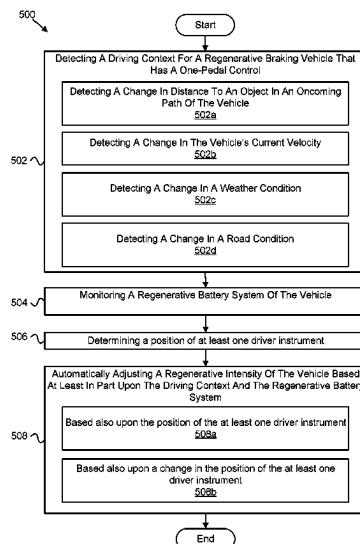 500
Start
Detecting A Driving Context For A Regenerative Braking Vehicle That
Has A One-Pedal Control
Detecting A Change In Distance To An Object In An Oncoming
Path Of The Vehicle
502a
Detecting A Change In The Vehicle's Current Velocity
502b
502
Detecting A Change In A Weather Condition
502c
Detecting A Change In A Road Condition
502d
504
Monitoring A Regenerative Battery System Of The Vehicle
506
Determining a position of at least one driver instrument
Automatically Adjusting A Regenerative Intensity Of The Vehicle Based
At Least In Part Upon The Driving Context And The Regenerative Battery
System
508
Based also upon the position of the at least one driver instrument
508a
Based also upon a change in the position of the at least one
driver instrument
508b
End